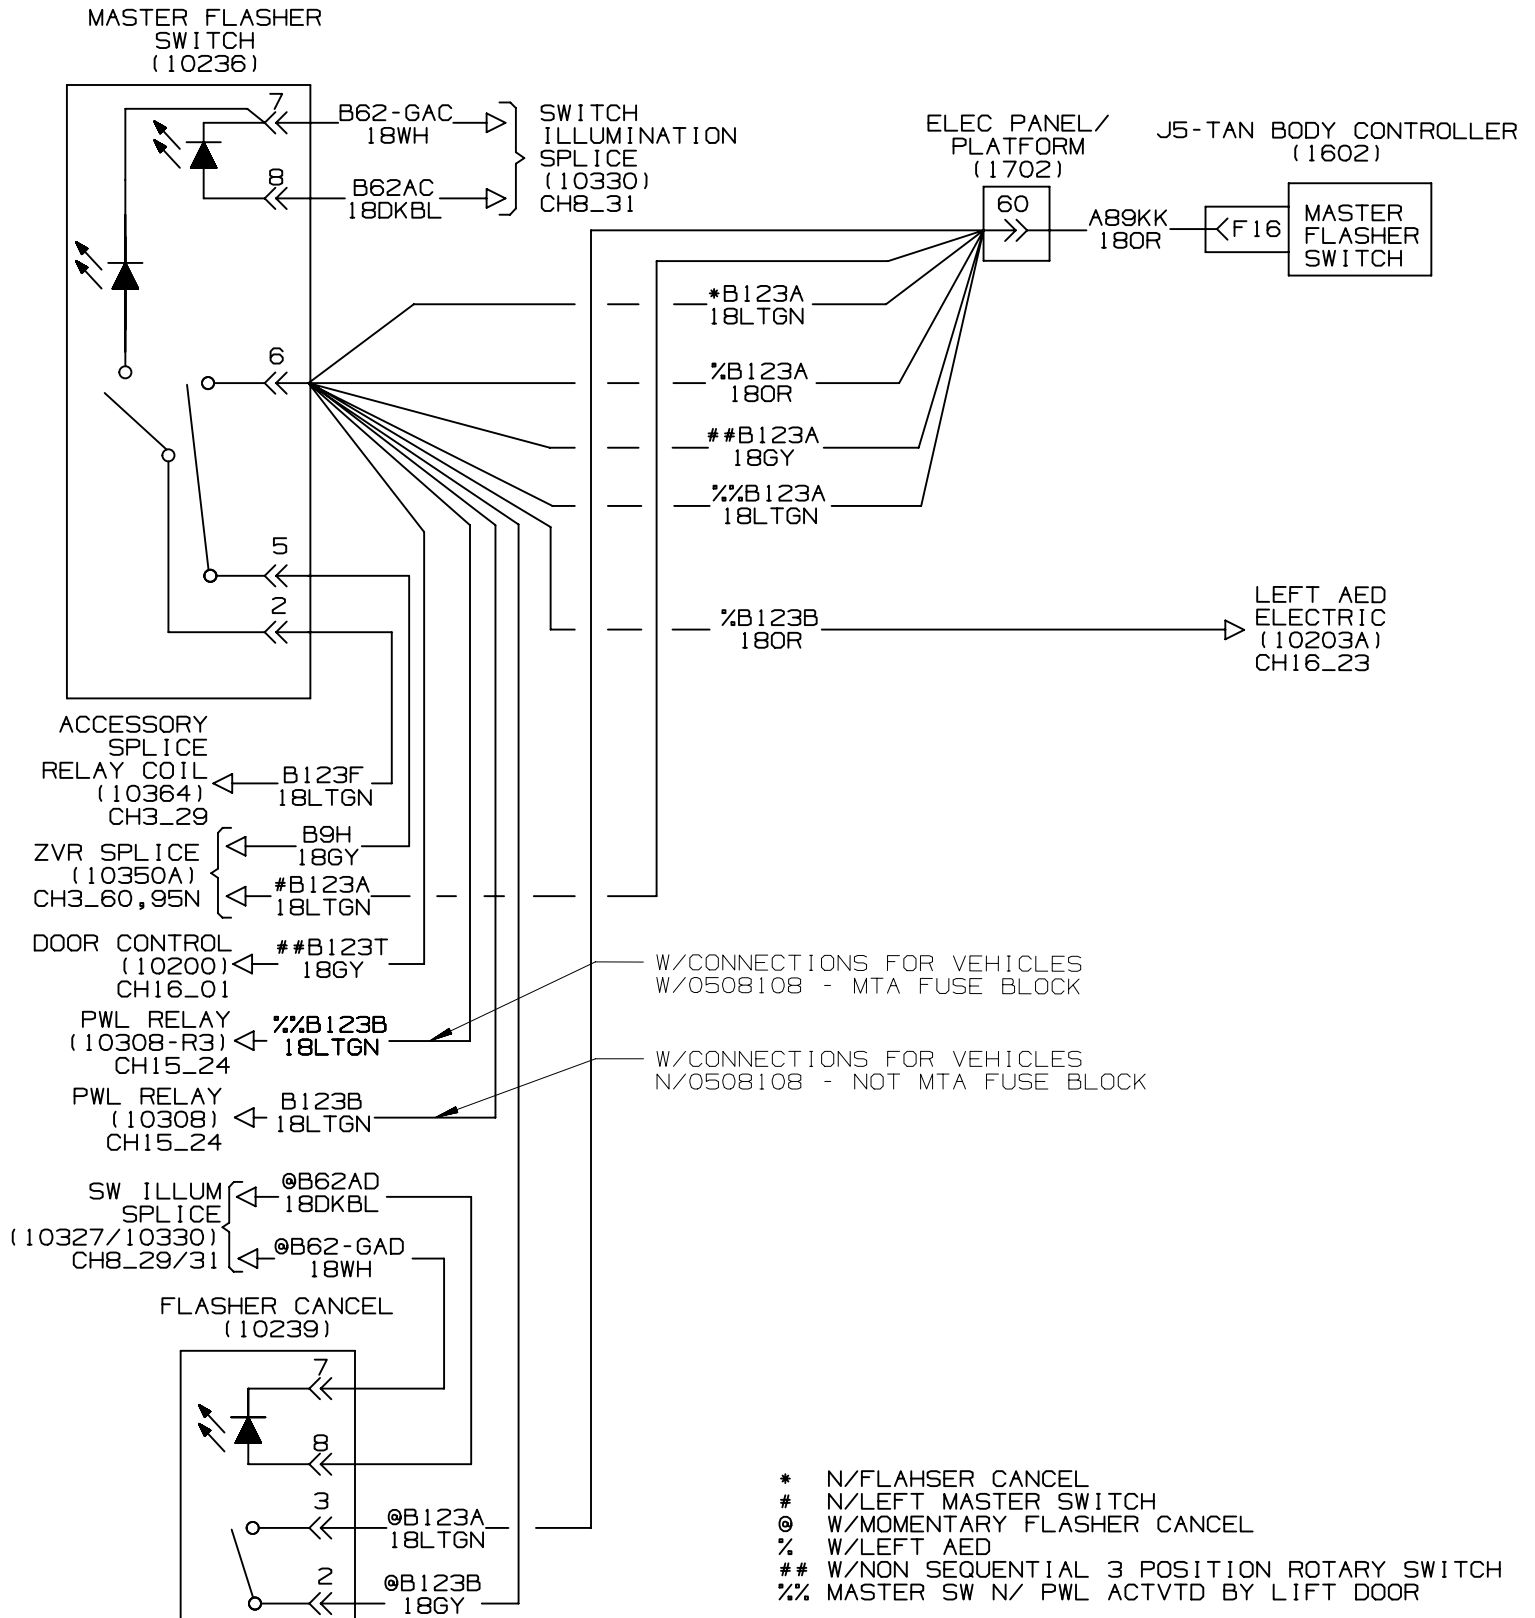 MASTER FLASHER
SWITCH
(10236)
7
B62-GAC
18WH
8
B62AC
18DKBL
SWITCH
ILLUMINATION
SPLICE
(10330)
CH8_31
ELEC PANEL/
PLATFORM
(1702)
60
A89KK
18OR
J5-TAN BODY CONTROLLER
(1602)
F16
MASTER
FLASHER
SWITCH
*B123A
18LTGN
6
%B123A
18OR
##B123A
18GY
%%B123A
18LTGN
5
2
%B123B
18OR
LEFT AED
ELECTRIC
(10203A)
CH16_23
ACCESSORY
SPLICE
RELAY COIL
(10364)
CH3_29
B123F
18LTGN
ZVR SPLICE
(10350A)
CH3_60,95N
B9H
18GY
#B123A
18LTGN
DOOR CONTROL
(10200)
CH16_01
##B123T
18GY
W/CONNECTIONS FOR VEHICLES
W/0508108 - MTA FUSE BLOCK
PWL RELAY
(10308-R3)
CH15_24
%%B123B
18LTGN
W/CONNECTIONS FOR VEHICLES
N/0508108 - NOT MTA FUSE BLOCK
PWL RELAY
(10308)
CH15_24
B123B
18LTGN
SW ILLUM
SPLICE
(10327/10330)
CH8_29/31
@B62AD
18DKBL
@B62-GAD
18WH
FLASHER CANCEL
(10239)
7
8
3
@B123A
18LTGN
2
@B123B
18GY
* N/FLAHSER CANCEL
# N/LEFT MASTER SWITCH
@ W/MOMENTARY FLASHER CANCEL
% W/LEFT AED
## W/NON SEQUENTIAL 3 POSITION ROTARY SWITCH
%% MASTER SW N/ PWL ACTVTD BY LIFT DOOR